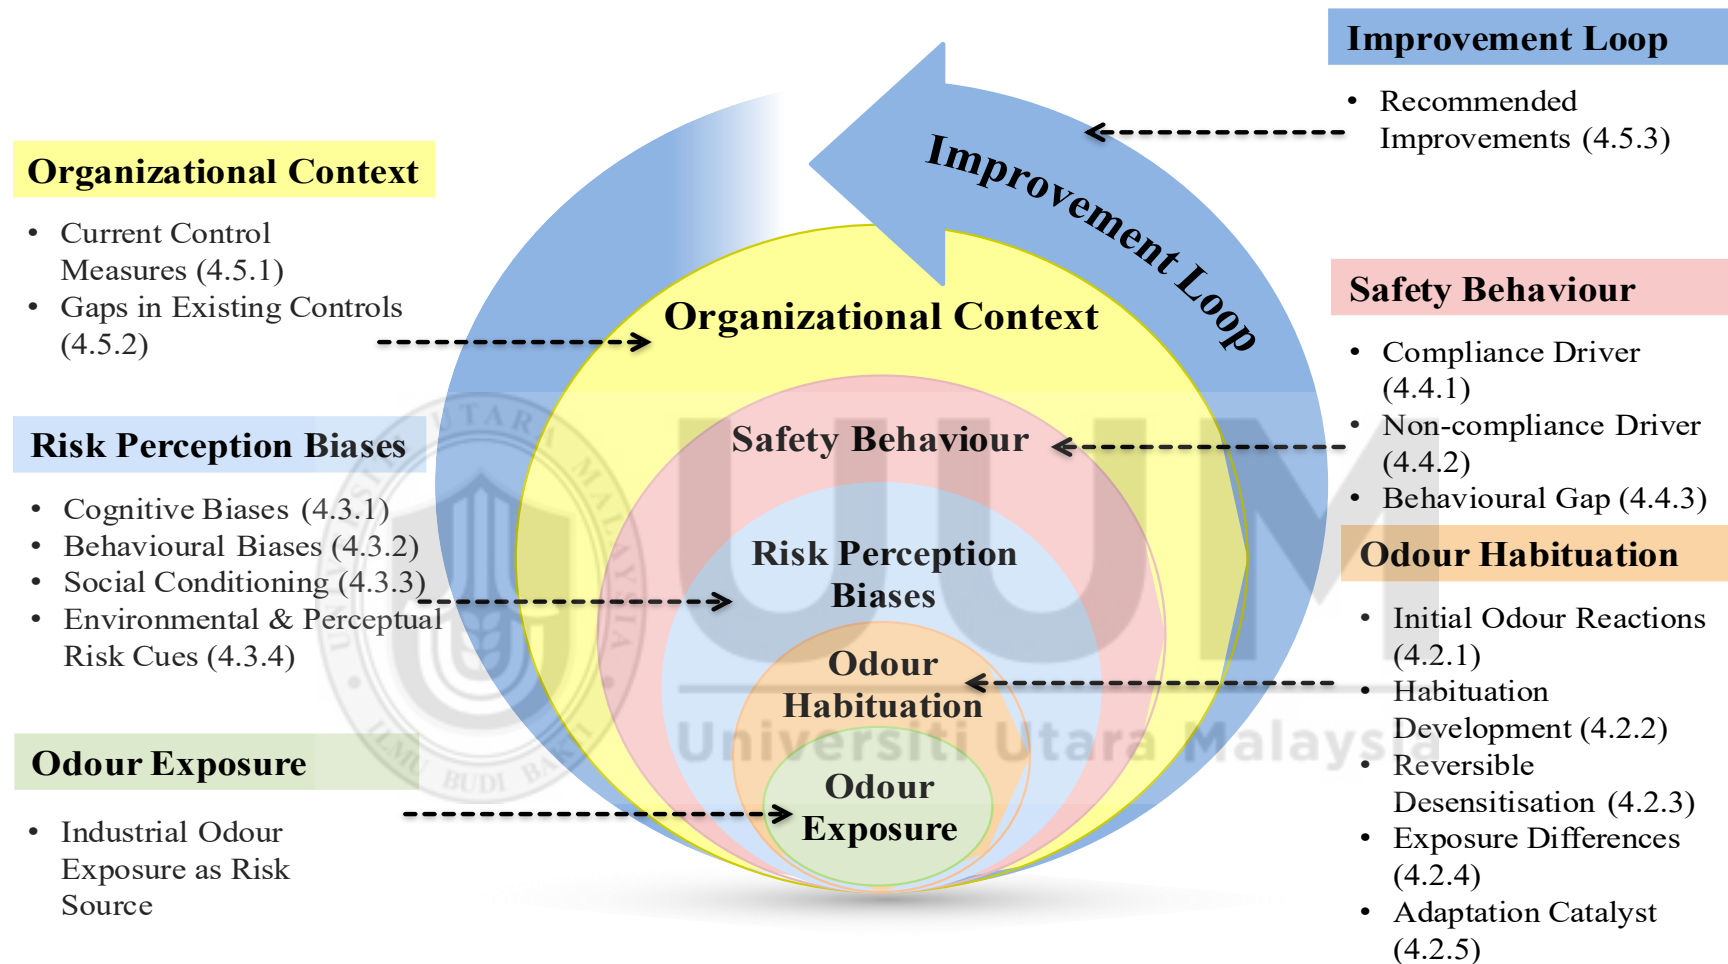 Organizational Context
• Current Control
Measures (4.5.1)
• Gaps in Existing Controls
(4.5.2)
Risk Perception Biases
• Cognitive Biases (4.3.1)
• Behavioural Biases (4.3.2)
• Social Conditioning (4.3.3)
• Environmental & Perceptual
Risk Cues (4.3.4)
Odour Exposure
• Industrial Odour
Exposure as Risk
Source
Improvement Loop
Organizational Context
Safety Behaviour
Risk Perception
Biases
Odour
Habituation
Odour
Exposure
Improvement Loop
• Recommended
Improvements (4.5.3)
Safety Behaviour
• Compliance Driver
(4.4.1)
• Non-compliance Driver
(4.4.2)
• Behavioural Gap (4.4.3)
Odour Habituation
• Initial Odour Reactions
(4.2.1)
• Habituation
Development (4.2.2)
• Reversible
Desensitisation (4.2.3)
• Exposure Differences
(4.2.4)
• Adaptation Catalyst
(4.2.5)
UUM
Universiti Utara Malaysia
UNIVERSITI UTARA MALAYSIA
ILMU BUDI BAKTI